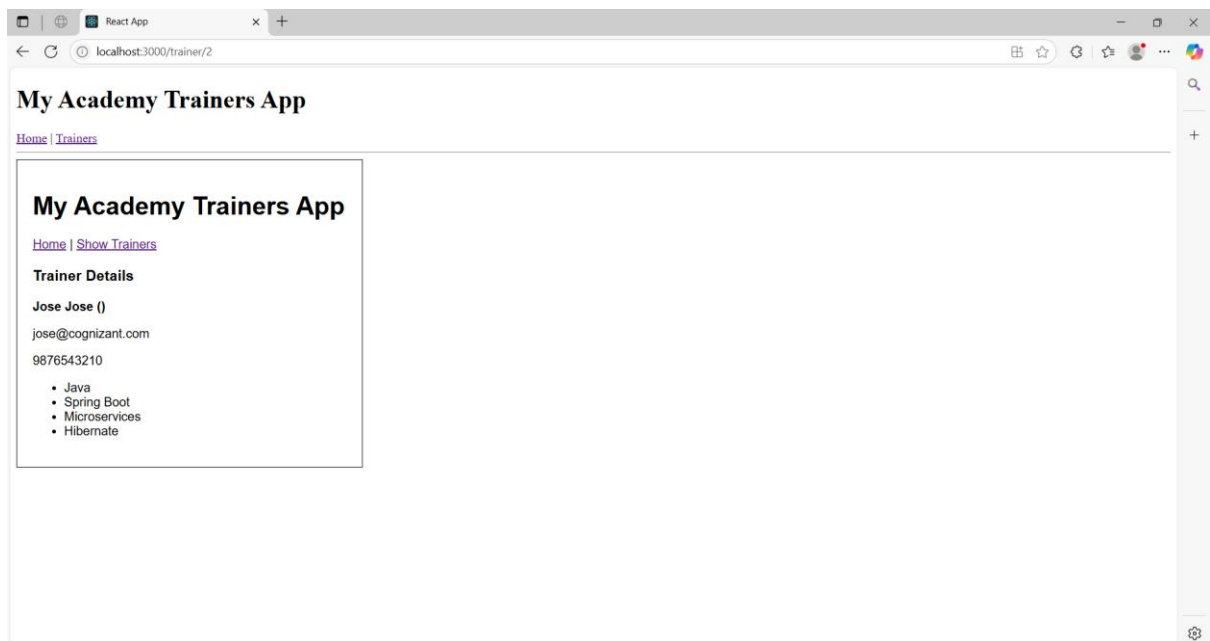 React App
localhost:3000/trainer/2
My Academy Trainers App
Home | Trainers
My Academy Trainers App
Home | Show Trainers
Trainer Details
Jose Jose ()
jose@cognizant.com
9876543210
• Java
• Spring Boot
• Microservices
• Hibernate